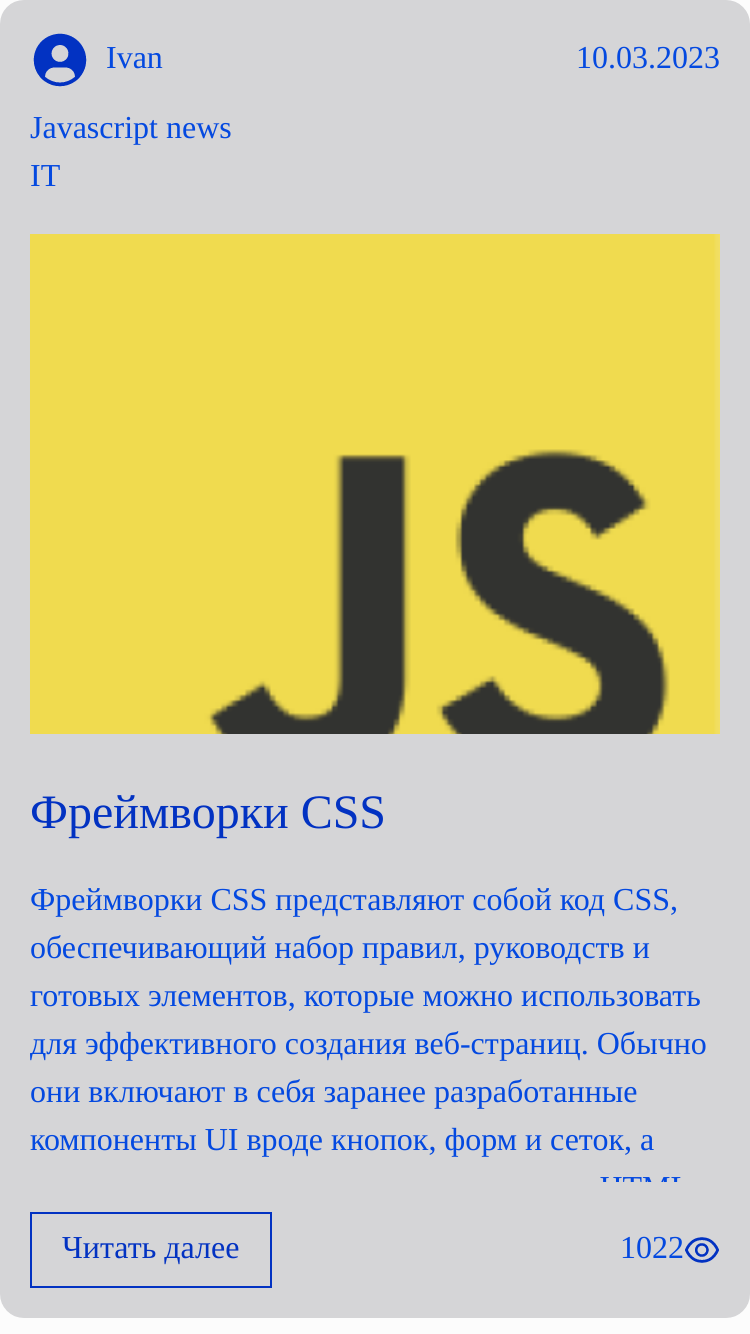 Ivan
10.03.2023
Javascript news
IT
JS
Фреймворки CSS
Фреймворки CSS представляют собой код CSS,
обеспечивающий набор правил, руководств и
готовых элементов, которые можно использовать
для эффективного создания веб-страниц. Обычно
они включают в себя заранее разработанные
компоненты UI вроде кнопок, форм и сеток, а
Читать далее
1022